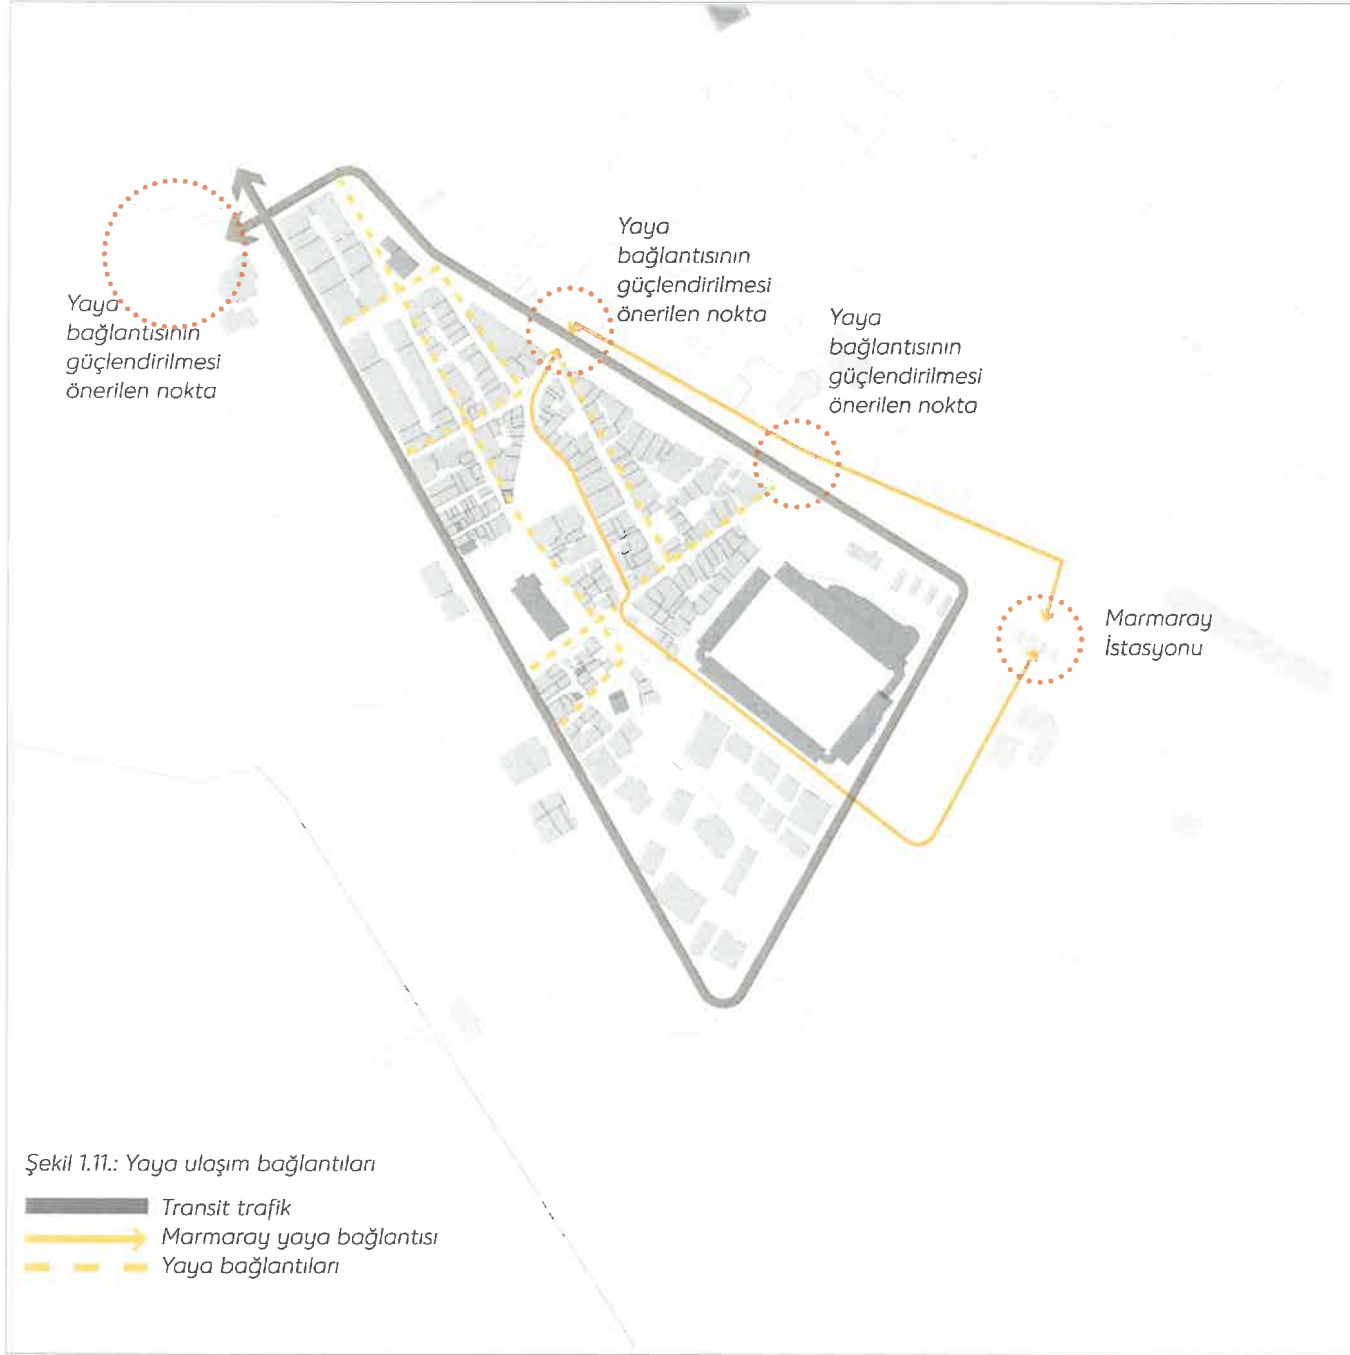 Yaya
bağlantısının
güçlendirilmesi
önerilen nokta
Yaya
bağlantısının
güçlendirilmesi
önerilen nokta
Yaya
bağlantısının
güçlendirilmesi
önerilen nokta
Marmaray
İstasyonu
Şekil 1.11.: Yaya ulaşım bağlantıları
Transit trafik
Marmaray yaya bağlantısı
Yaya bağlantıları